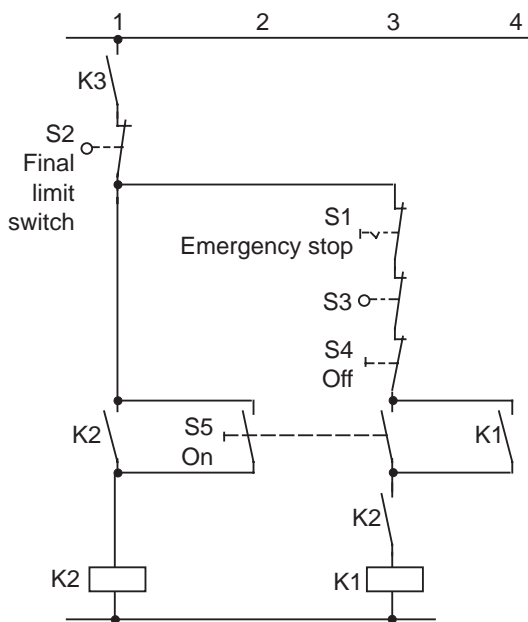 1 2 3 4
K3
S2
Final
limit
switch
S1
Emergency stop
S3
S4
Off
K2
S5
On
K1
K2
K2
K1